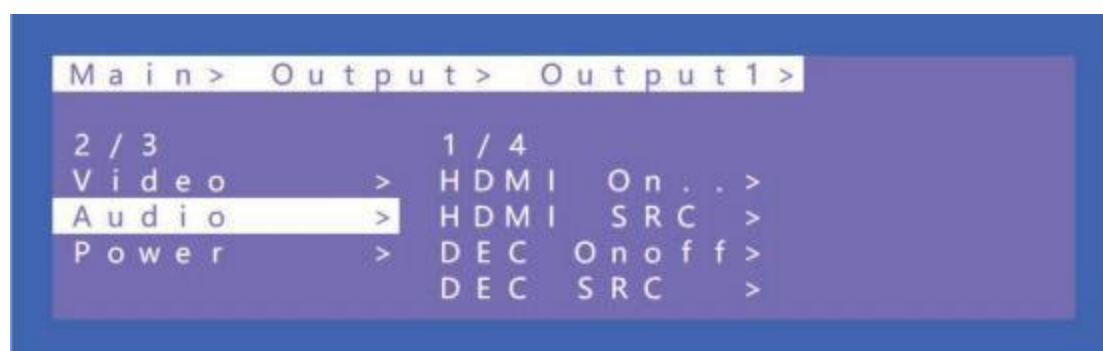 Main> Output> Output1>
2/3 1/4
Video > HDMI On..>
Audio > HDMI SRC >
Power > DEC Onoff>
DEC SRC >